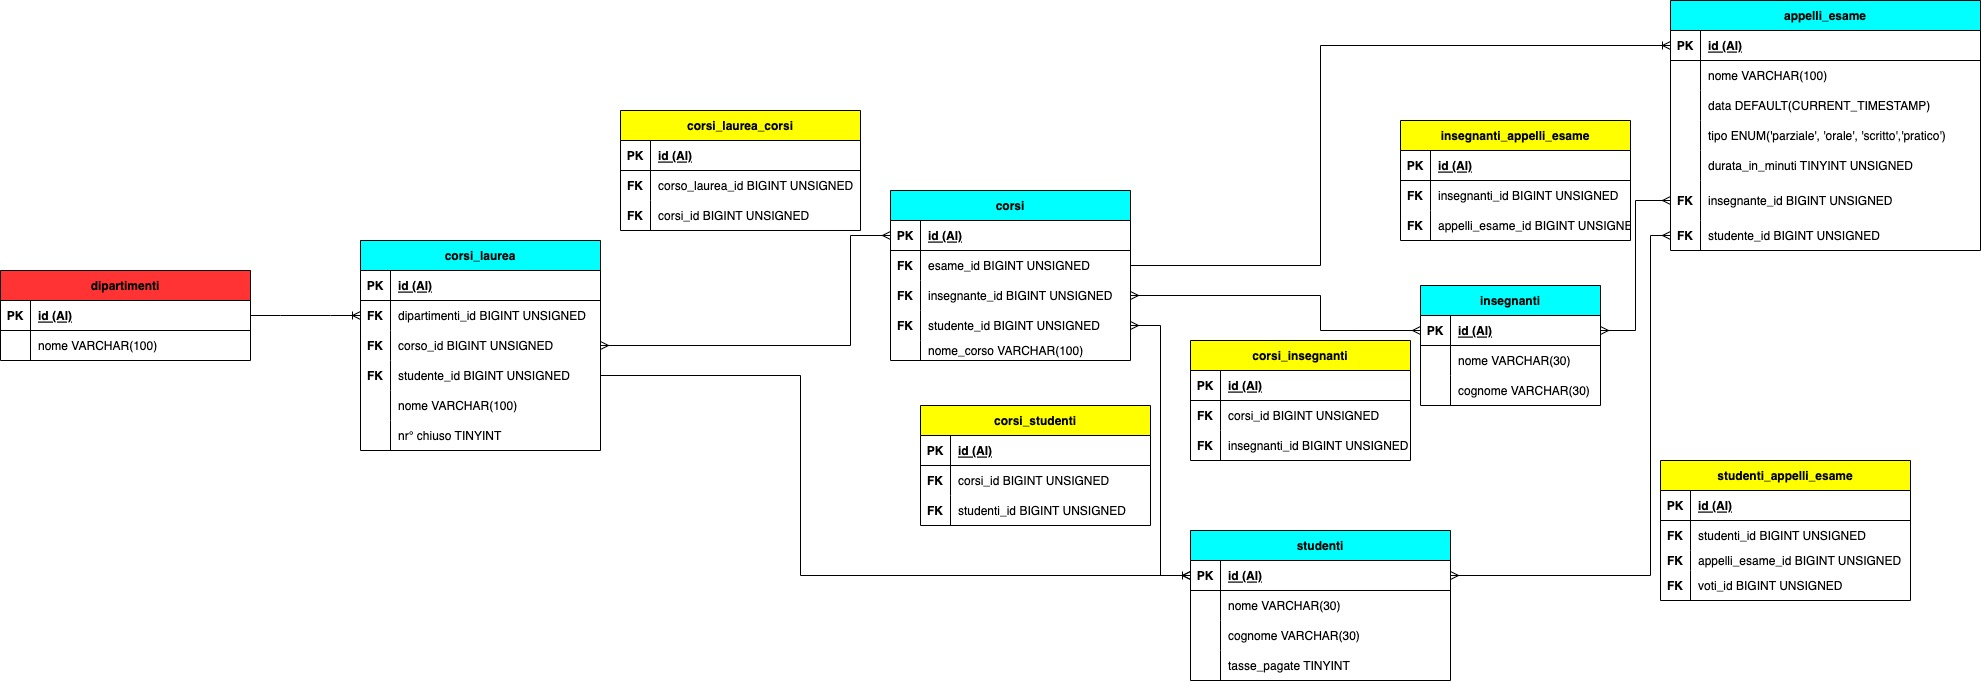 dipartimenti
PK id (AI)
nome VARCHAR(100)
corsi_laurea
PK id (AI)
FK dipartimenti_id BIGINT UNSIGNED
FK corso_id BIGINT UNSIGNED
FK studente_id BIGINT UNSIGNED
nome VARCHAR(100)
nr° chiuso TINYINT
corsi_laurea_corsi
PK id (AI)
FK corso_laurea_id BIGINT UNSIGNED
FK corsi_id BIGINT UNSIGNED
corsi
PK id (AI)
FK esame_id BIGINT UNSIGNED
FK insegnante_id BIGINT UNSIGNED
FK studente_id BIGINT UNSIGNED
nome_corso VARCHAR(100)
corsi_studenti
PK id (AI)
FK corsi_id BIGINT UNSIGNED
FK studenti_id BIGINT UNSIGNED
corsi_insegnanti
PK id (AI)
FK corsi_id BIGINT UNSIGNED
FK insegnanti_id BIGINT UNSIGNED
studenti
PK id (AI)
nome VARCHAR(30)
cognome VARCHAR(30)
tasse_pagate TINYINT
insegnanti_appelli_esame
PK id (AI)
FK insegnanti_id BIGINT UNSIGNED
FK appelli_esame_id BIGINT UNSIGNE
insegnanti
PK id (AI)
nome VARCHAR(30)
cognome VARCHAR(30)
appelli_esame
PK id (AI)
nome VARCHAR(100)
data DEFAULT(CURRENT_TIMESTAMP)
tipo ENUM('parziale', 'orale', 'scritto','pratico')
durata_in_minuti TINYINT UNSIGNED
FK insegnante_id BIGINT UNSIGNED
FK studente_id BIGINT UNSIGNED
studenti_appelli_esame
PK id (AI)
FK studenti_id BIGINT UNSIGNED
FK appelli_esame_id BIGINT UNSIGNED
FK voti_id BIGINT UNSIGNED